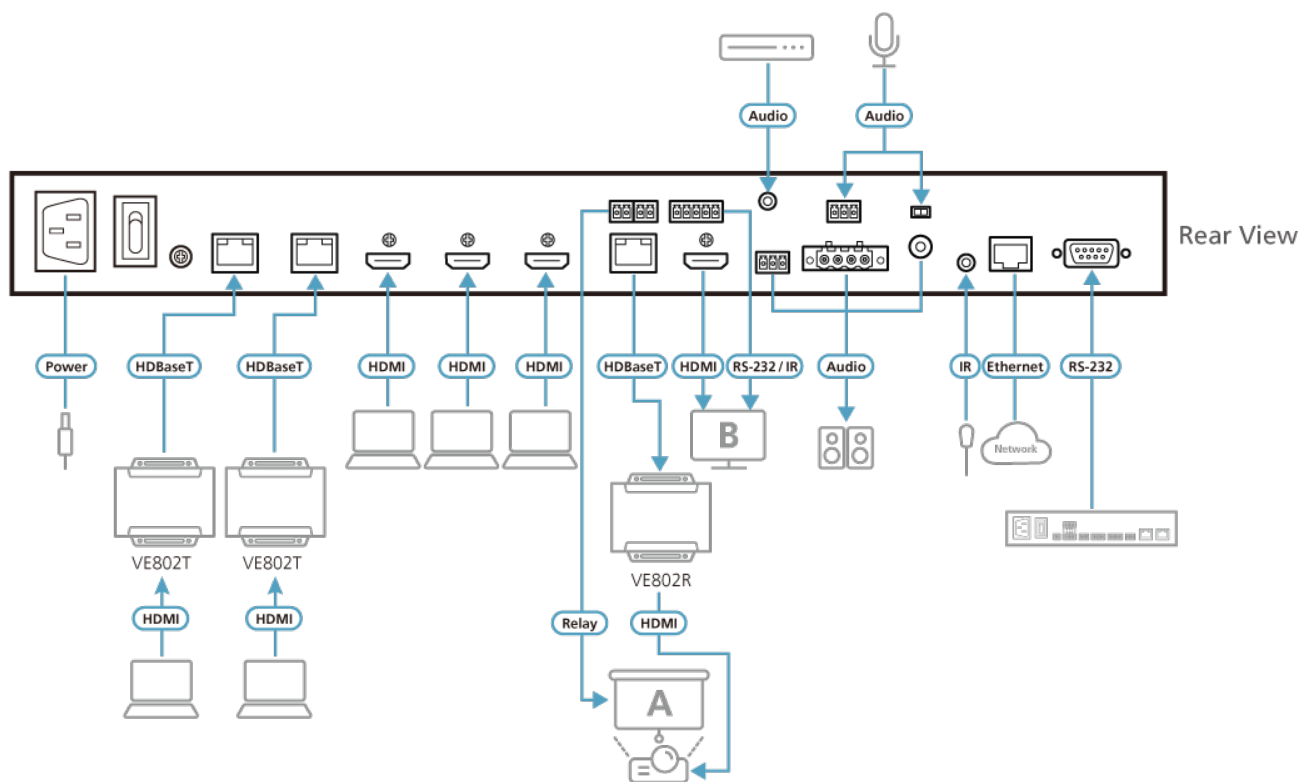 Audio
Audio
Rear View
Power
HDBaseT
HDBaseT
HDMI
HDMI
HDMI
HDBaseT
HDMI
RS-232 / IR
Audio
IR
Ethernet
RS-232
B
Network
VE802T
VE802T
VE802R
HDMI
HDMI
Relay
HDMI
A